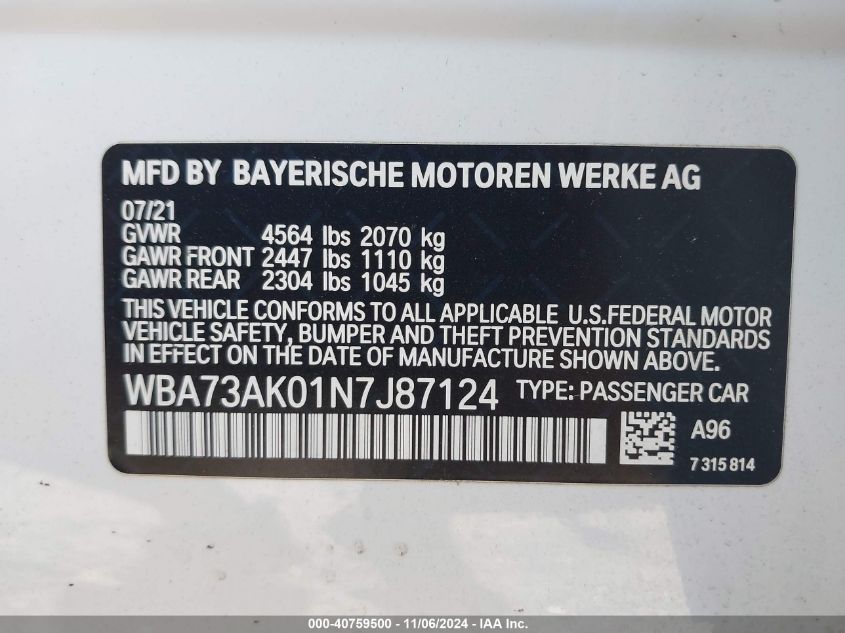 MFD BY BAYERISCHE MOTOREN WERKE AG
07/21
GVWR 4564 lbs 2070 kg
GAWR FRONT 2447 lbs 1110 kg
GAWR REAR 2304 lbs 1045 kg
THIS VEHICLE CONFORMS TO ALL APPLICABLE U.S.FEDERAL MOTOR
VEHICLE SAFETY, BUMPER AND THEFT PREVENTION STANDARDS
IN EFFECT ON THE DATE OF MANUFACTURE SHOWN ABOVE.
WBA73AK01N7J87124 TYPE: PASSENGER CAR
A96
7 315 814
000-40759500 - 11/06/2024 - IAA Inc.